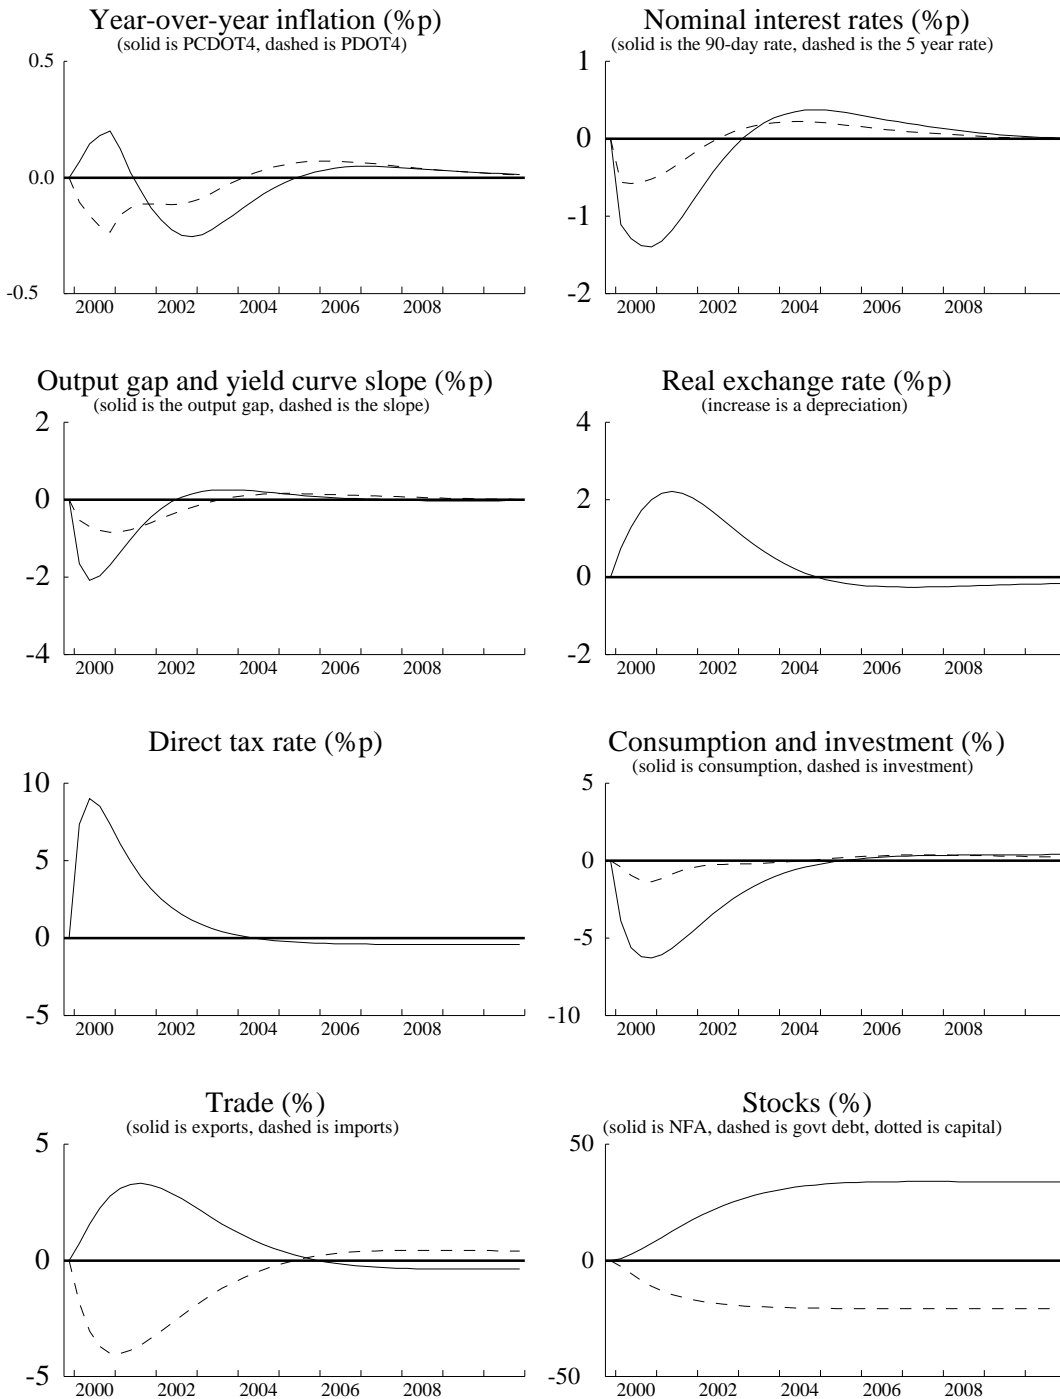 Year-over-year inflation (%p)
(solid is PCDOT4, dashed is PDOT4)
0.5
0.0
-0.5
2000 2002 2004 2006 2008
Nominal interest rates (%p)
(solid is the 90-day rate, dashed is the 5 year rate)
1
0
-1
-2
2000 2002 2004 2006 2008
Output gap and yield curve slope (%p)
(solid is the output gap, dashed is the slope)
2
0
-2
-4
2000 2002 2004 2006 2008
Real exchange rate (%p)
(increase is a depreciation)
4
2
0
-2
2000 2002 2004 2006 2008
Direct tax rate (%p)
10
5
0
-5
2000 2002 2004 2006 2008
Consumption and investment (%)
(solid is consumption, dashed is investment)
5
0
-5
-10
2000 2002 2004 2006 2008
Trade (%)
(solid is exports, dashed is imports)
5
0
-5
2000 2002 2004 2006 2008
Stocks (%)
(solid is NFA, dashed is govt debt, dotted is capital)
50
0
-50
2000 2002 2004 2006 2008